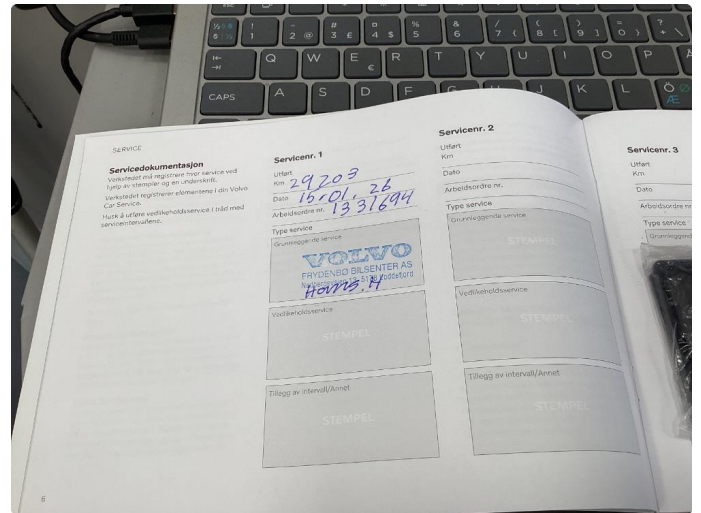 SERVICE
Servicedokumentasjon
Verkstedet må registrere hver service ved
hjelp av stempler og en underskrift.
Verkstedet registrerer elementene i din Volvo
Car Service.
Husk å utføre vedlikeholdsservice i tråd med
serviceintervallene.
Servicenr. 1
Utført
Km 29203
Dato 15.01.26
Arbeidsordre nr. 1331694
Type service
Grunnleggende service
VOLVO
FRYDENBØ BILSENTER AS
13, 5178 Loddefjord
Vedlikeholdsservice
STEMPEL
Tillegg av intervall/Annet
STEMPEL
Servicenr. 2
Utført
Km
Dato
Arbeidsordre nr.
Type service
Grunnleggende service
STEMPEL
Vedlikeholdsservice
STEMPEL
Tillegg av intervall/Annet
STEMPEL
Servicenr. 3
Utført
Km
Dato
Arbeidsordre nr.
Type service
6
CAPS
Q W E R T Y U I O P
A S D F G H J K L Ö